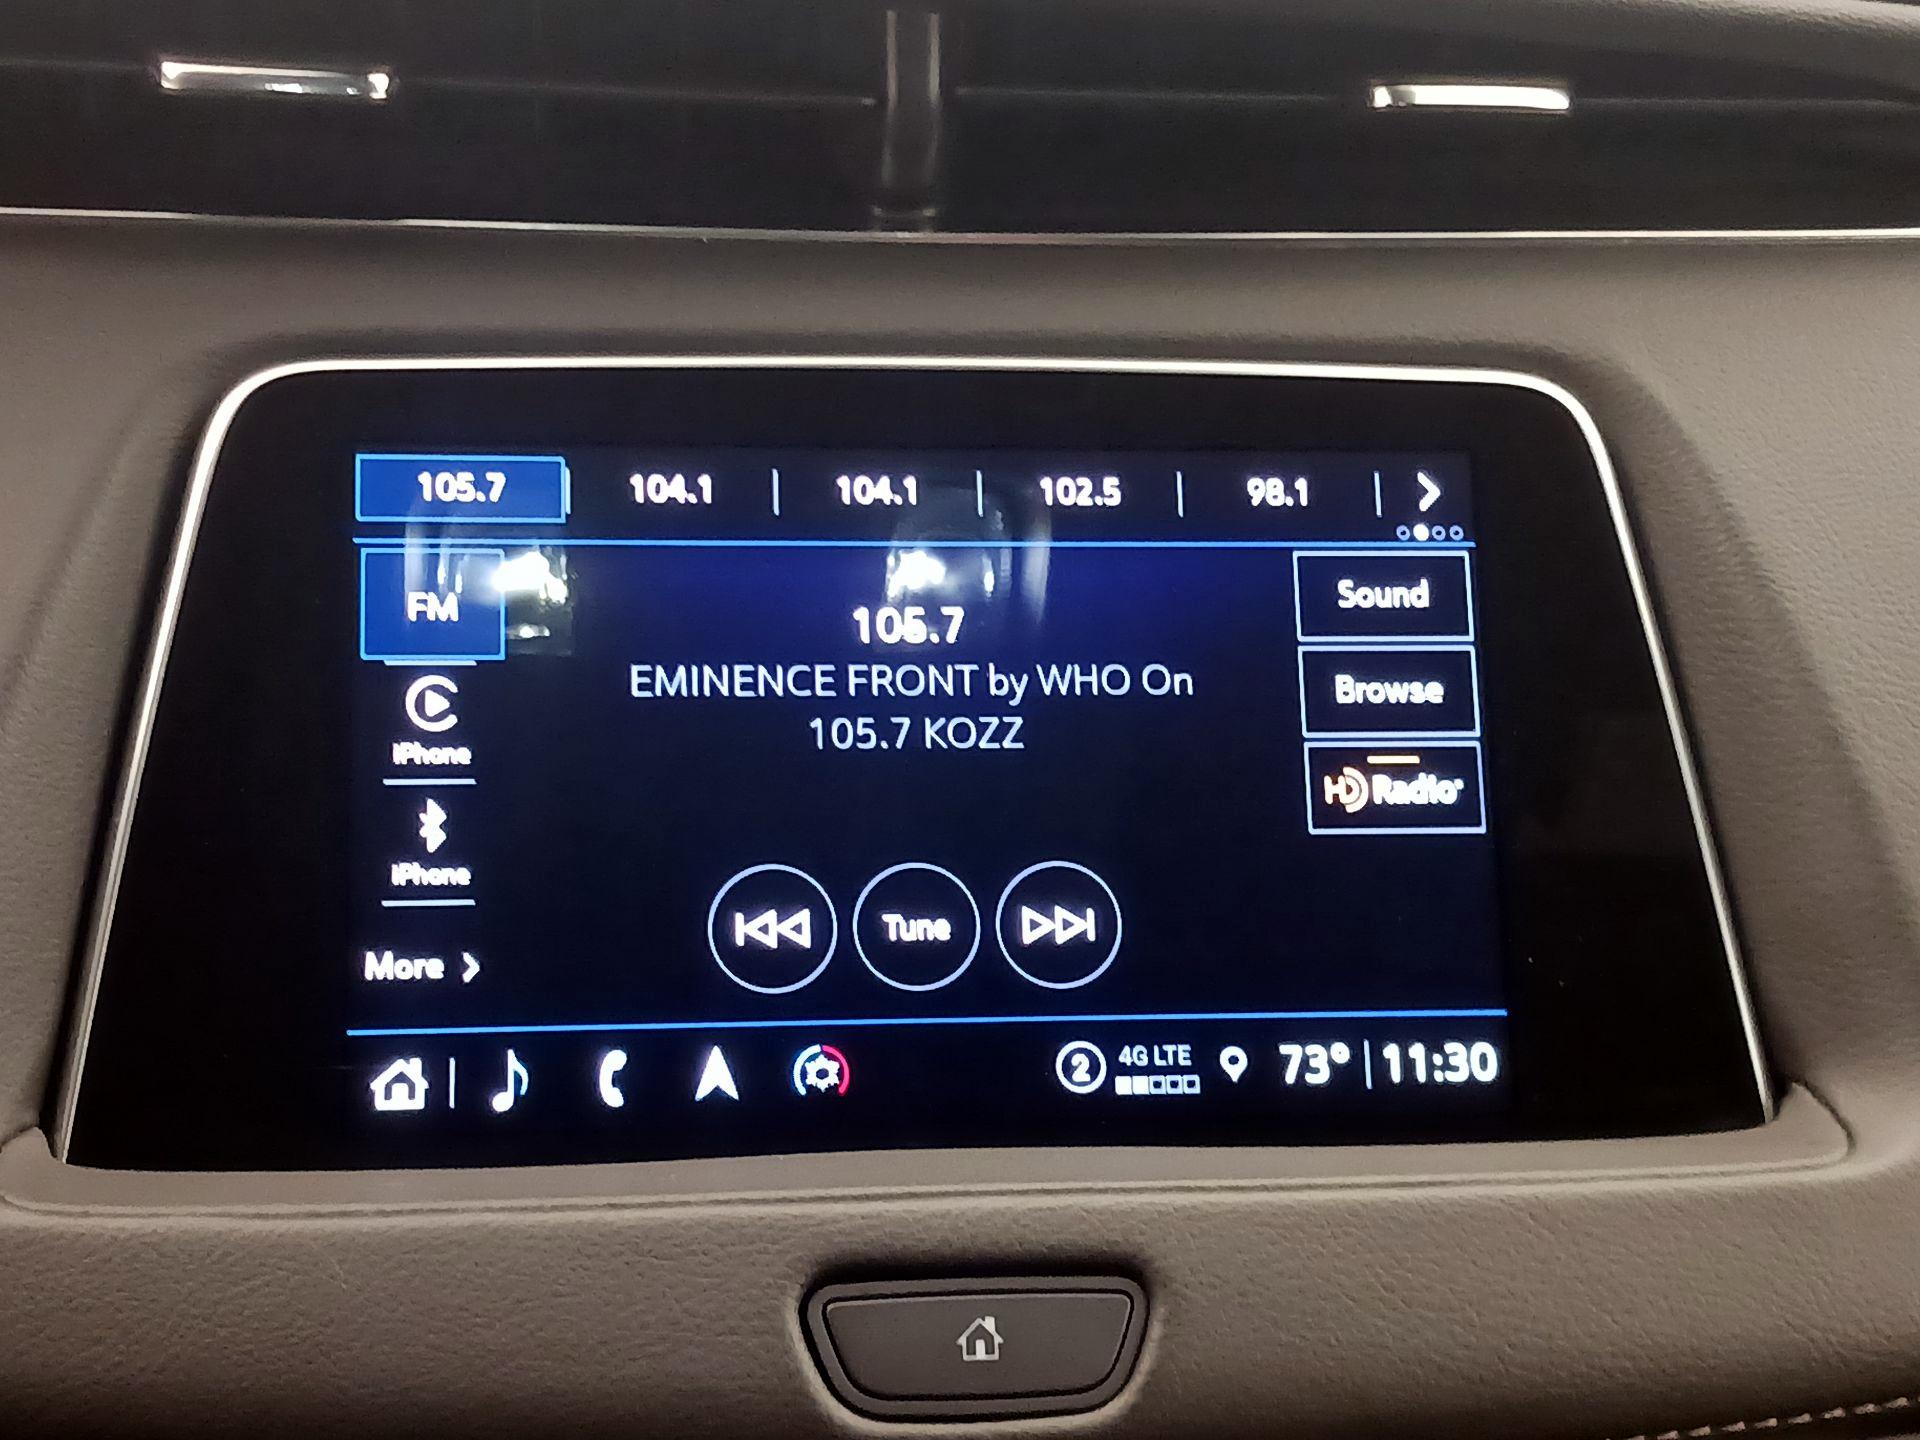 105.7 | 104.1 | 104.1 | 102.5 | 98.1
FM
Sound
105.7
EMINENCE FRONT by WHO On
105.7 KOZZ
iPhone
Browse
HD Radio
iPhone
Tune
More
2 4G LTE 73° | 11:30